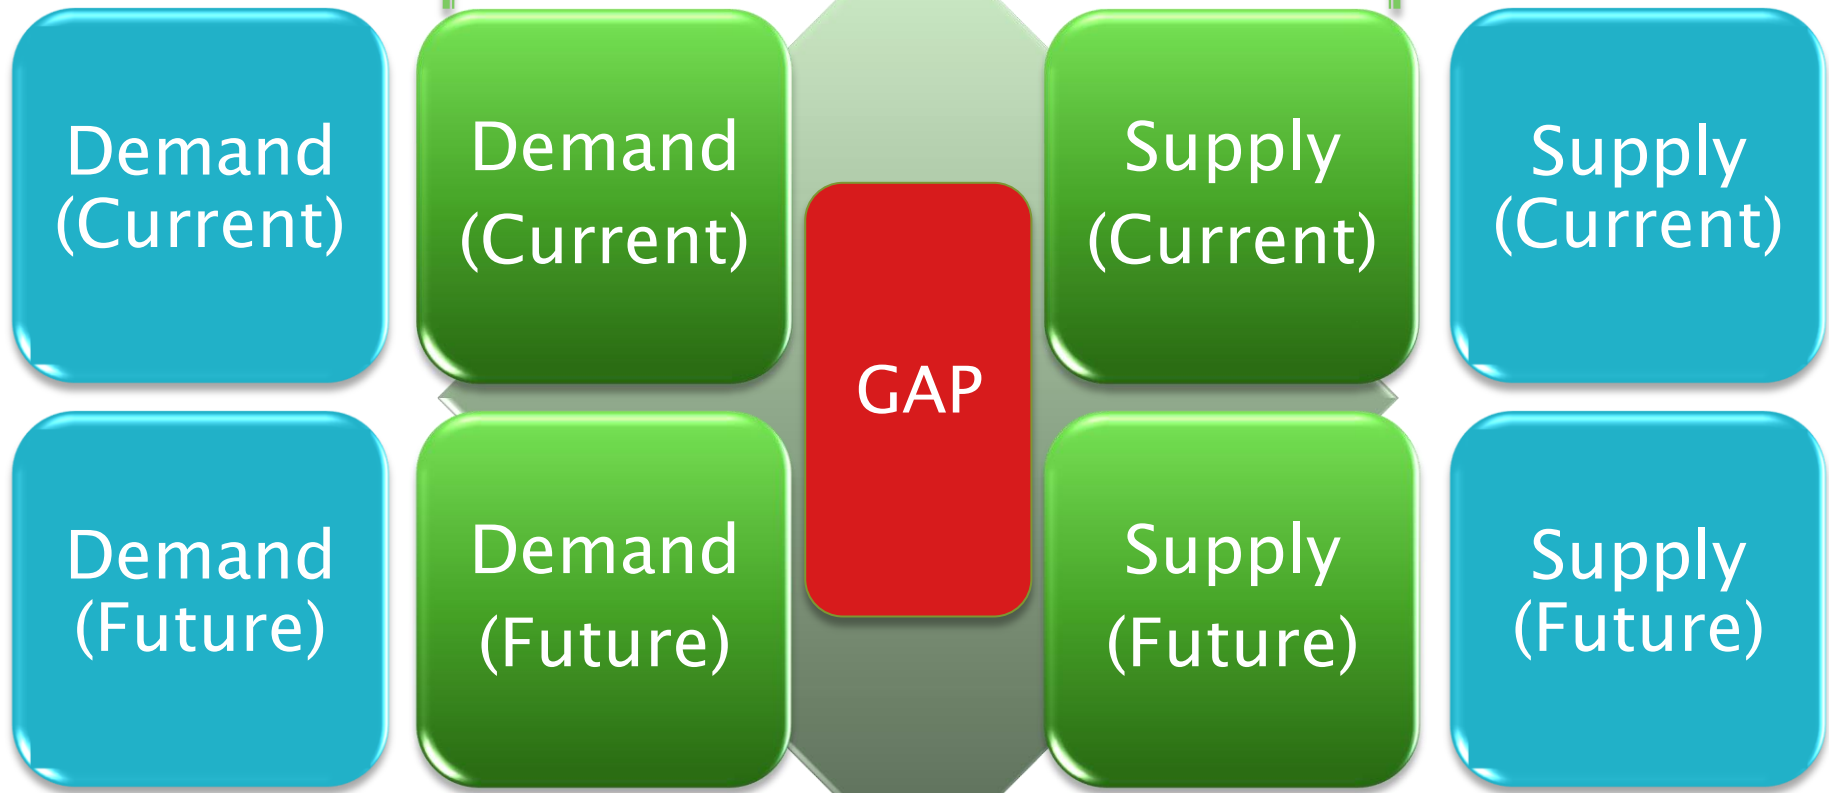 Demand
(Current)
Demand
(Current)
Supply
(Current)
Supply
(Current)
GAP
Demand
(Future)
Demand
(Future)
Supply
(Future)
Supply
(Future)